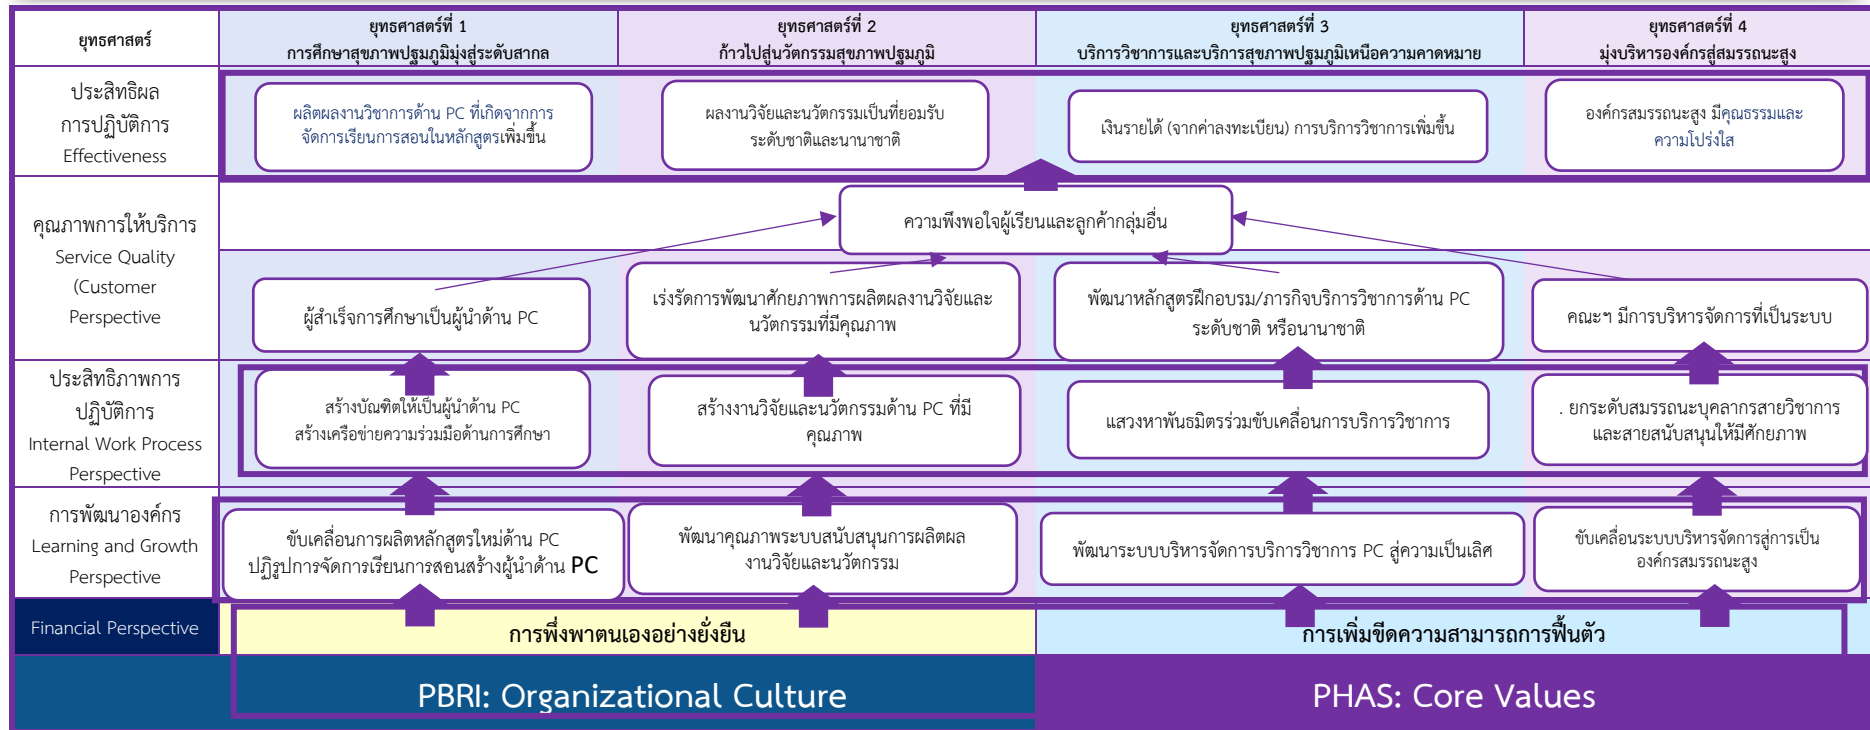 ยุทธศาสตร์
ยุทธศาสตร์ที่ 1
การศึกษาสุขภาพปฐมภูมิมุ่งสู่ระดับสากล
ยุทธศาสตร์ที่ 2
ก้าวไปสู่นวัตกรรมสุขภาพปฐมภูมิ
ยุทธศาสตร์ที่ 3
บริการวิชาการและบริการสุขภาพปฐมภูมิเหนือความคาดหมาย
ยุทธศาสตร์ที่ 4
มุ่งบริหารองค์กรสู่สมรรถนะสูง
ประสิทธิผล
การปฏิบัติการ
Effectiveness
ผลิตผลงานวิชาการด้าน PC ที่เกิดจากการ
จัดการเรียนการสอนในหลักสูตรเพิ่มขึ้น
ผลงานวิจัยและนวัตกรรมเป็นที่ยอมรับ
ระดับชาติและนานาชาติ
เงินรายได้ (จากค่าลงทะเบียน) การบริการวิชาการเพิ่มขึ้น
องค์กรสมรรถนะสูง มีคุณธรรมและ
ความโปร่งใส
คุณภาพการให้บริการ
Service Quality
(Customer
Perspective
ความพึงพอใจผู้เรียนและลูกค้ากลุ่มอื่น
ผู้สำเร็จการศึกษาเป็นผู้นำด้าน PC
เร่งรัดการพัฒนาศักยภาพการผลิตผลงานวิจัยและ
นวัตกรรมที่มีคุณภาพ
พัฒนาหลักสูตรฝึกอบรม/ภารกิจบริการวิชาการด้าน PC
ระดับชาติ หรือนานาชาติ
คณะฯ มีการบริหารจัดการที่เป็นระบบ
ประสิทธิภาพการ
ปฏิบัติการ
Internal Work Process
Perspective
สร้างบัณฑิตให้เป็นผู้นำด้าน PC
สร้างเครือข่ายความร่วมมือด้านการศึกษา
สร้างงานวิจัยและนวัตกรรมด้าน PC ที่มี
คุณภาพ
แสวงหาพันธมิตรร่วมขับเคลื่อนการบริการวิชาการ
. ยกระดับสมรรถนะบุคลากรสายวิชาการ
และสายสนับสนุนให้มีศักยภาพ
การพัฒนาองค์กร
Learning and Growth
Perspective
ขับเคลื่อนการผลิตหลักสูตรใหม่ด้าน PC
ปฏิรูปการจัดการเรียนการสอนสร้างผู้นำด้าน PC
พัฒนาคุณภาพระบบสนับสนุนการผลิตผล
งานวิจัยและนวัตกรรม
พัฒนาระบบบริหารจัดการบริการวิชาการ PC สู่ความเป็นเลิศ
ขับเคลื่อนระบบบริหารจัดการสู่การเป็น
องค์กรสมรรถนะสูง
Financial Perspective
การพึ่งพาตนเองอย่างยั่งยืน
การเพิ่มขีดความสามารถการฟื้นตัว
PBRI: Organizational Culture
PHAS: Core Values